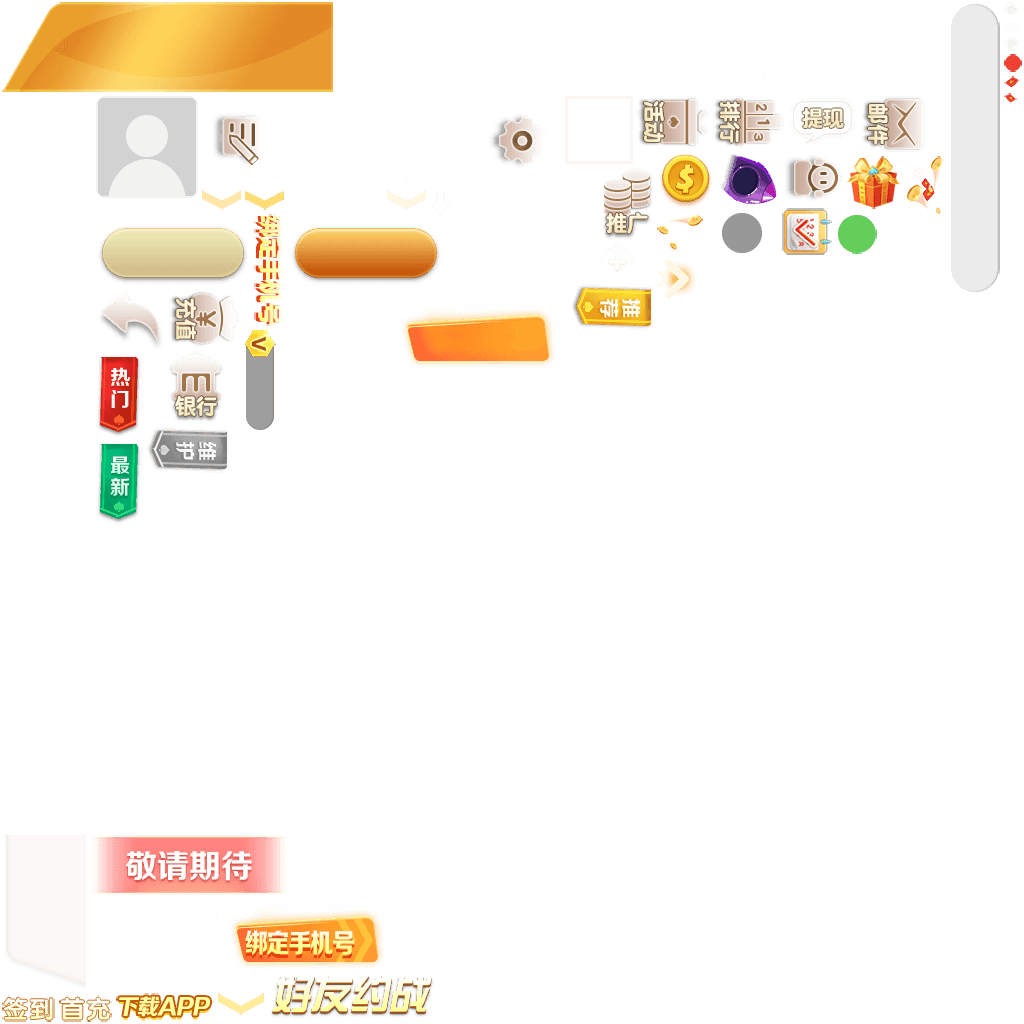 活动
排行
213
提现
邮件
推广
绑定手机号
充值
推荐
热门
银行
维护
最新
敬请期待
绑定手机号
好友约战
签到
首充
下载APP